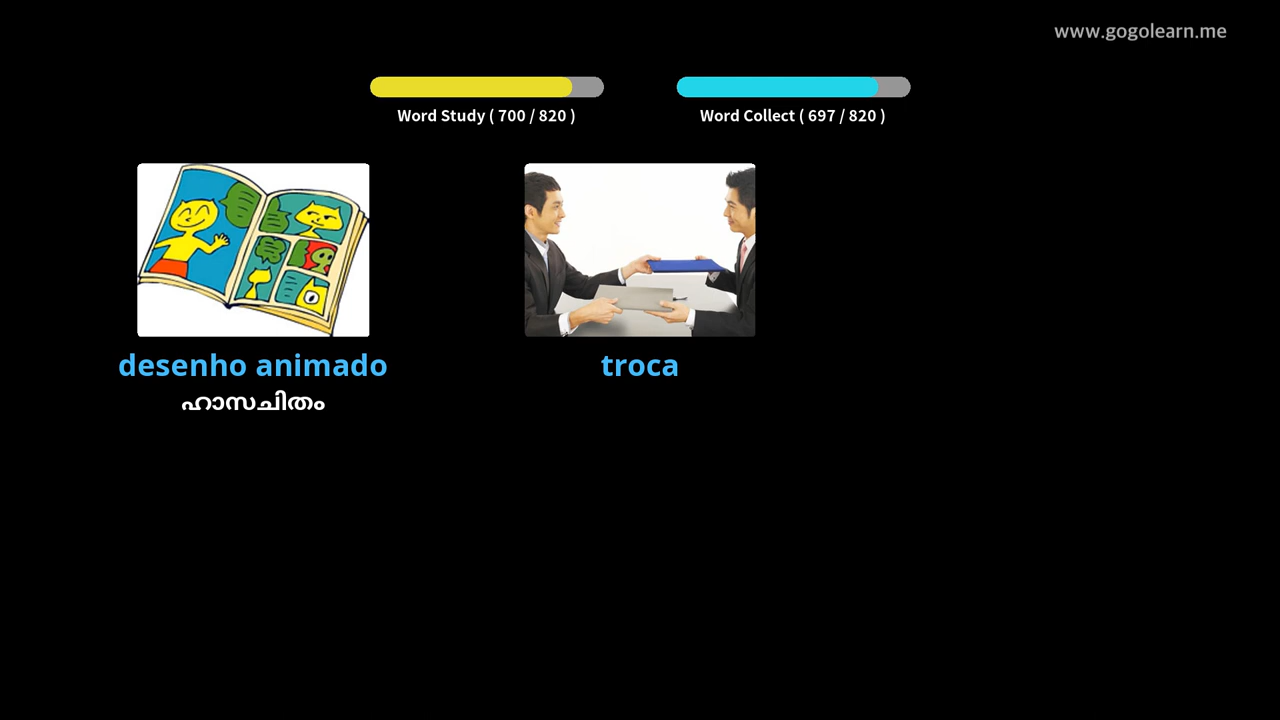 www.gogolearn.me
Word Study ( 700 / 820 )
Word Collect ( 697 / 820 )
desenho animado
ഹാസചിതം
troca